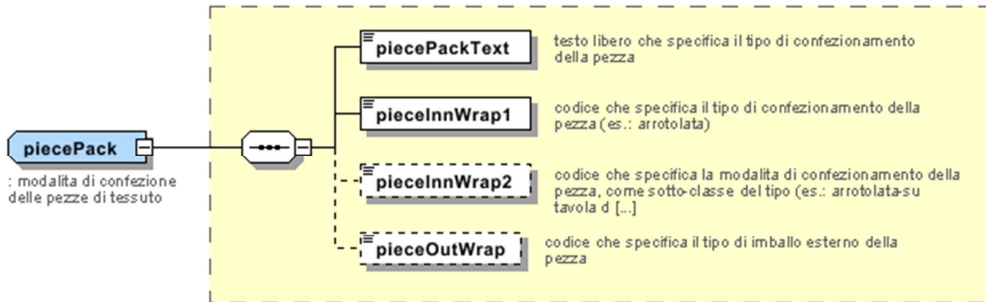 piecePackText
testo libero che specifica il tipo di confezionamento
della pezza
pieceInnWrap1
codice che specifica il tipo di confezionamento della
pezza (es.: arrotolata)
piecePack
: modalita di confezione
delle pezze di tessuto
pieceInnWrap2
codice che specifica la modalita di confezionamento della
pezza, come sotto-classe del tipo (es.: arrotolata-su
tavola d [...]
pieceOutWrap
codice che specifica il tipo di imballo esterno della
pezza